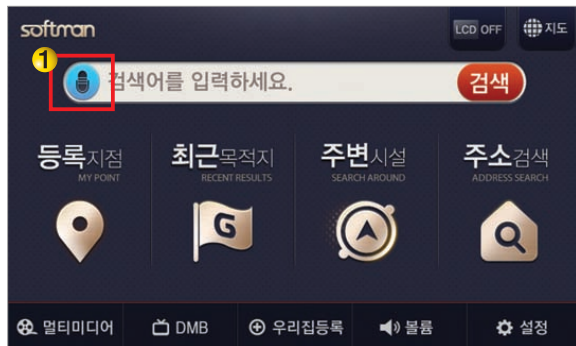 softman
LCD OFF
지도
1
검색어를 입력하세요.
검색
등록지점
MY POINT
최근목적지
RECENT RESULTS
주변시설
SEARCH AROUND
주소검색
ADDRESS SEARCH
G
멀티미디어
DMB
우리집등록
볼륨
설정